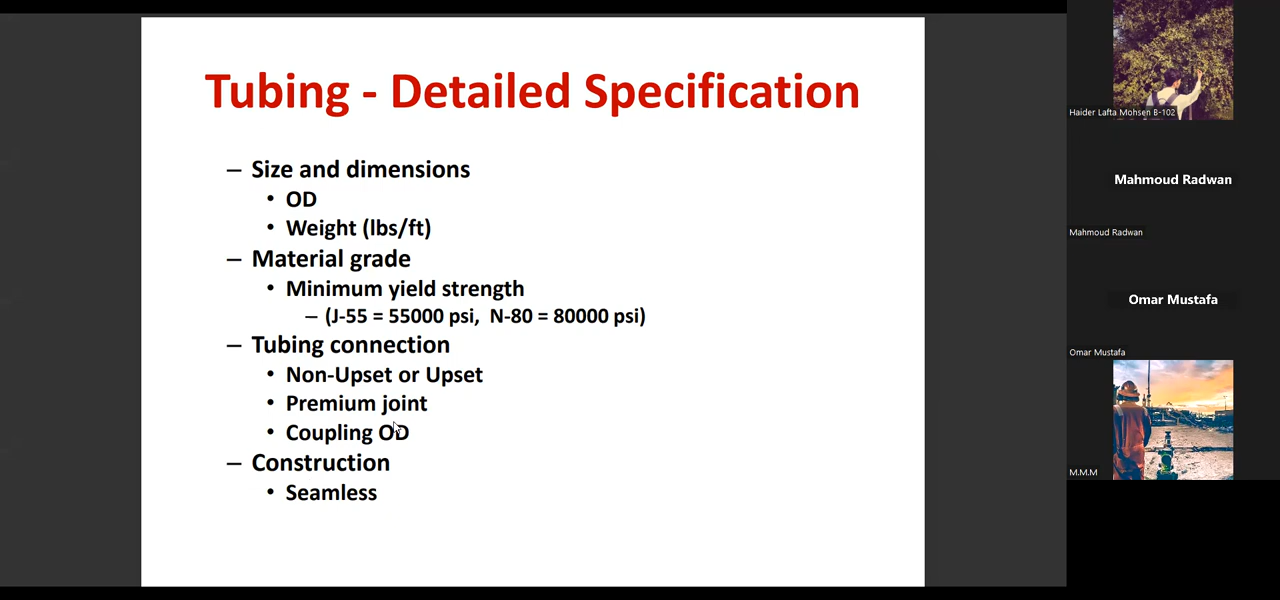 Tubing - Detailed Specification
– Size and dimensions
• OD
• Weight (lbs/ft)
– Material grade
• Minimum yield strength
– (J-55 = 55000 psi, N-80 = 80000 psi)
– Tubing connection
• Non-Upset or Upset
• Premium joint
• Coupling OD
– Construction
• Seamless
Haider Lafta Mohsen B-102
Mahmoud Radwan
Mahmoud Radwan
Omar Mustafa
Omar Mustafa
M.M.M